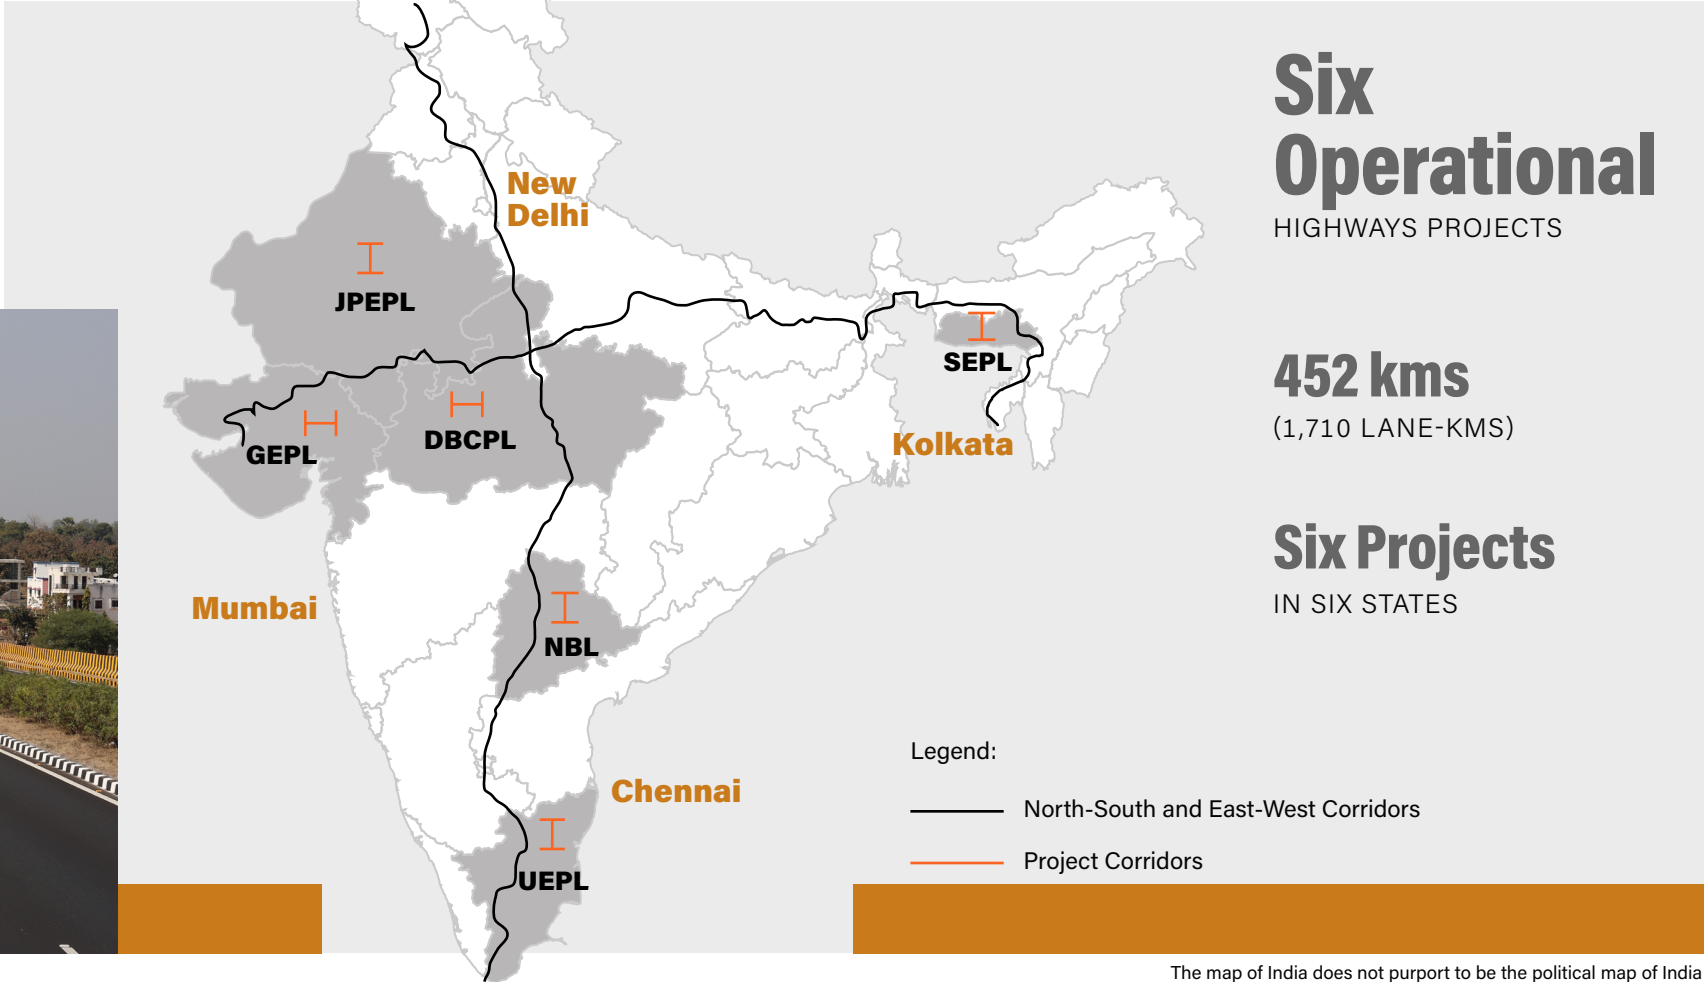 Six
Operational
HIGHWAYS PROJECTS
452 kms
(1,710 LANE-KMS)
Six Projects
IN SIX STATES
New
Delhi
JPEPL
SEPL
GEPL
DBCPL
Kolkata
Mumbai
NBL
Chennai
UEPL
Legend:
North-South and East-West Corridors
Project Corridors
The map of India does not purport to be the political map of India